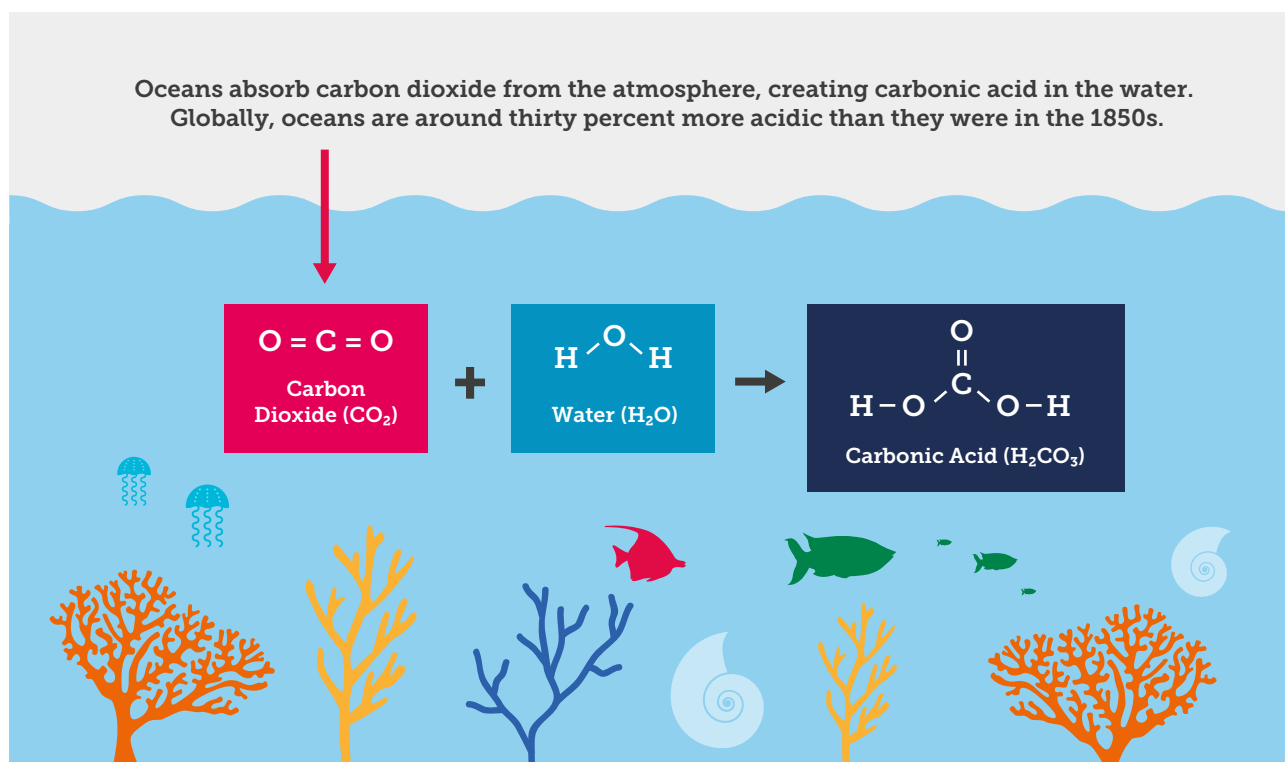 Oceans absorb carbon dioxide from the atmosphere, creating carbonic acid in the water.
Globally, oceans are around thirty percent more acidic than they were in the 1850s.
O = C = O
Carbon
Dioxide (CO₂)
+
H O H
Water (H₂O)
O
=
C
H – O O – H
Carbonic Acid (H₂CO₃)